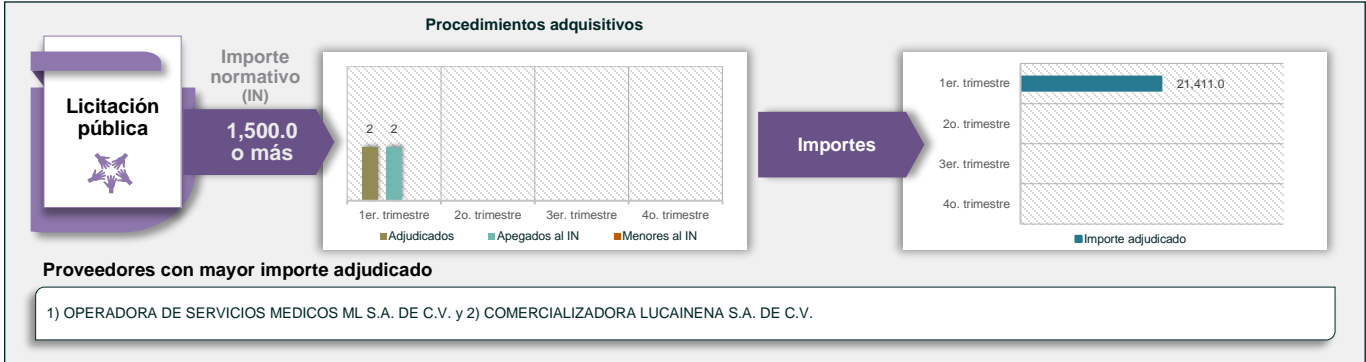 Procedimientos adquisitivos
Licitación
pública
Importe
normativo
(IN)
1,500.0
o más
2 2
1er. trimestre 2o. trimestre 3er. trimestre 4o. trimestre
Adjudicados Apegados al IN Menores al IN
Importes
1er. trimestre 21,411.0
2o. trimestre
3er. trimestre
4o. trimestre
Importe adjudicado
Proveedores con mayor importe adjudicado
1) OPERADORA DE SERVICIOS MEDICOS ML S.A. DE C.V. y 2) COMERCIALIZADORA LUCAINENA S.A. DE C.V.